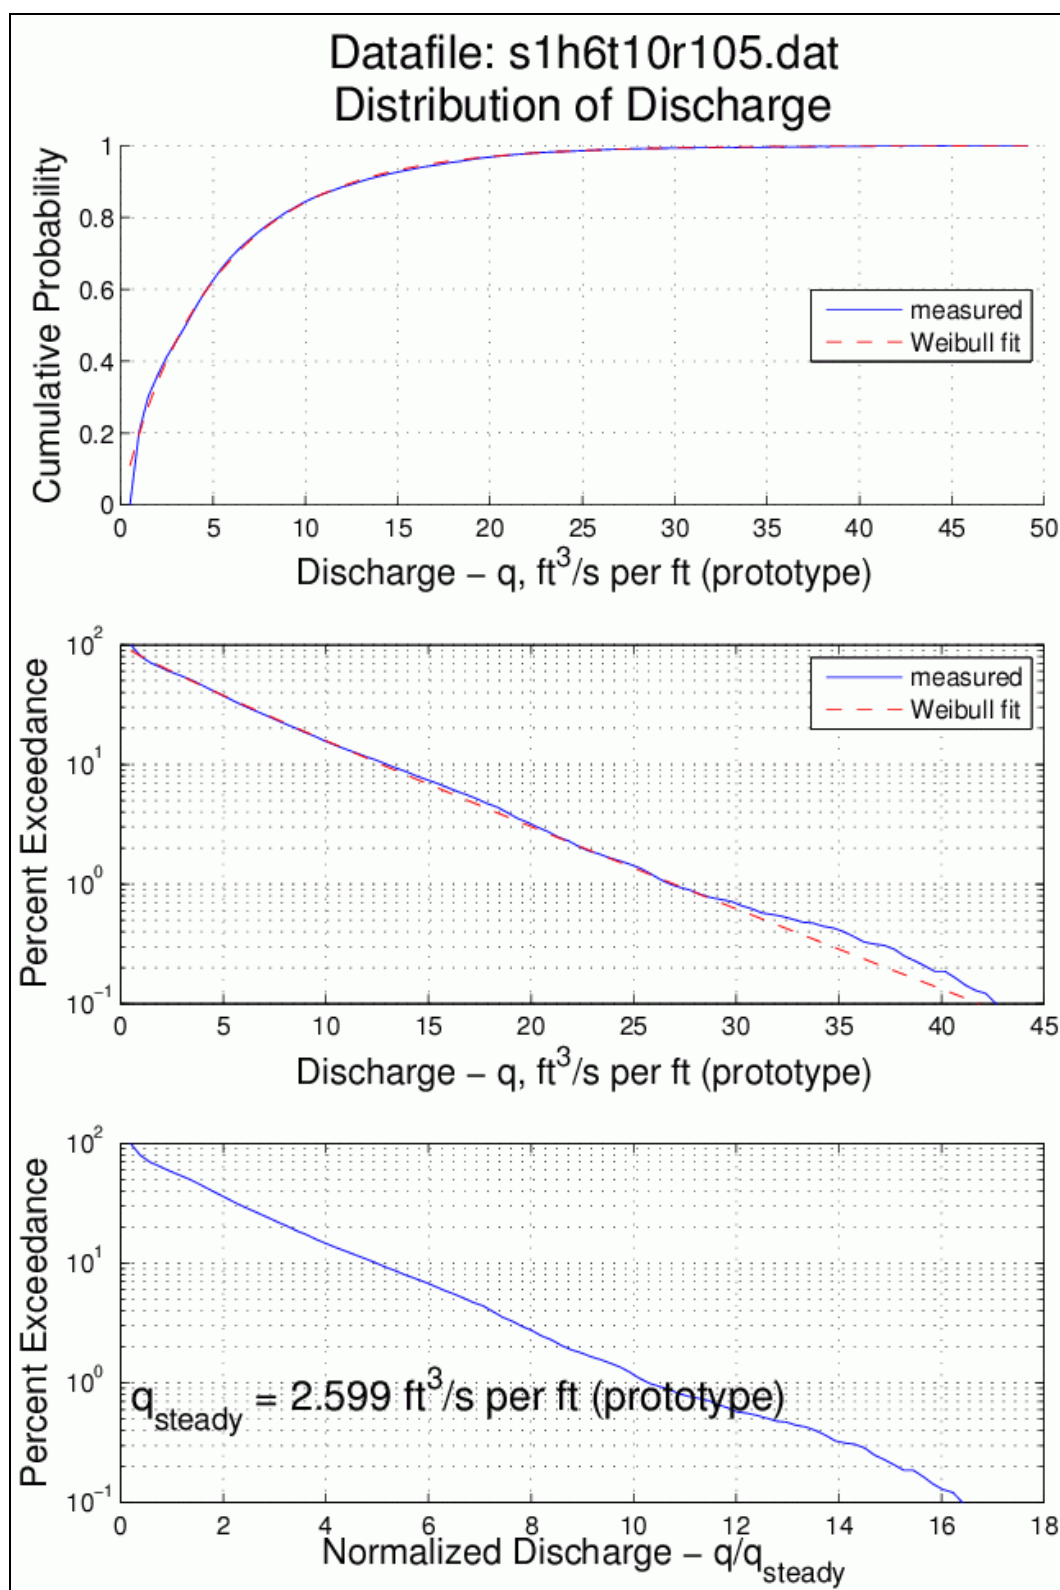 Datafile: s1h6t10r105.dat
Distribution of Discharge
Cumulative Probability
1
0.8
0.6
0.4
0.2
0
measured
Weibull fit
0 5 10 15 20 25 30 35 40 45 50
Discharge – q, ft³/s per ft (prototype)
Percent Exceedance
10²
10¹
10⁰
10⁻¹
measured
Weibull fit
0 5 10 15 20 25 30 35 40 45
Discharge – q, ft³/s per ft (prototype)
Percent Exceedance
10²
10¹
10⁰
10⁻¹
q_steady = 2.599 ft³/s per ft (prototype)
0 2 4 6 8 10 12 14 16 18
Normalized Discharge – q/q_steady